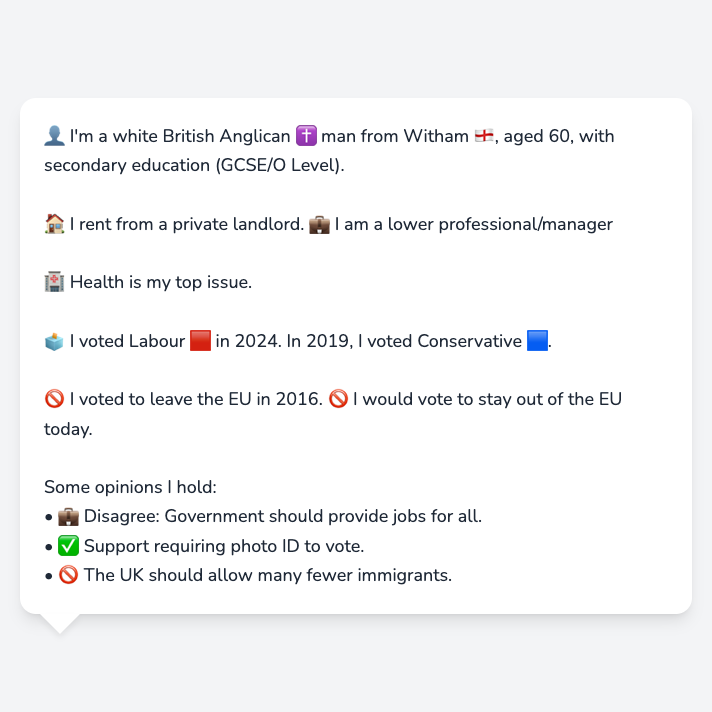 👤 I'm a white British Anglican ✝️ man from Witham 🏴󠁧󠁢󠁥󠁮󠁧󠁿, aged 60, with
secondary education (GCSE/O Level).
🏠 I rent from a private landlord. 💼 I am a lower professional/manager
🏥 Health is my top issue.
🗳️ I voted Labour 🟥 in 2024. In 2019, I voted Conservative 🟦.
🚫 I voted to leave the EU in 2016. 🚫 I would vote to stay out of the EU
today.
Some opinions I hold:
• 💼 Disagree: Government should provide jobs for all.
• ✅ Support requiring photo ID to vote.
• 🚫 The UK should allow many fewer immigrants.